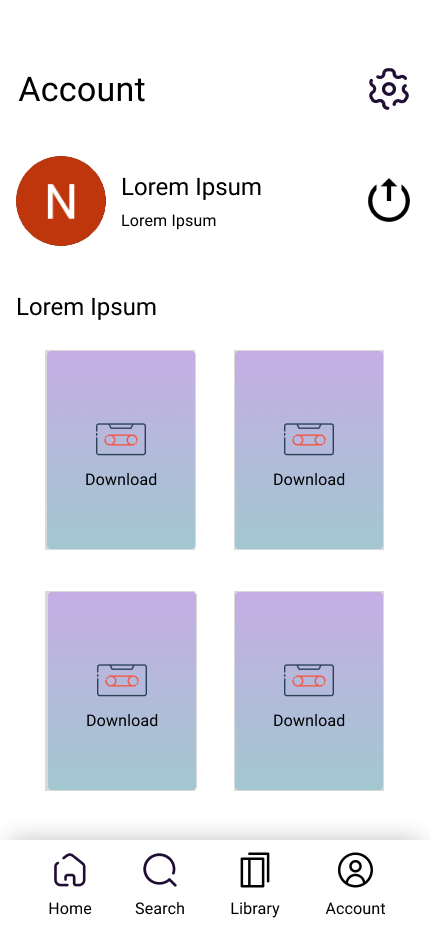 Account
N
Lorem Ipsum
Lorem Ipsum
Lorem Ipsum
Download
Download
Download
Download
Home
Search
Library
Account